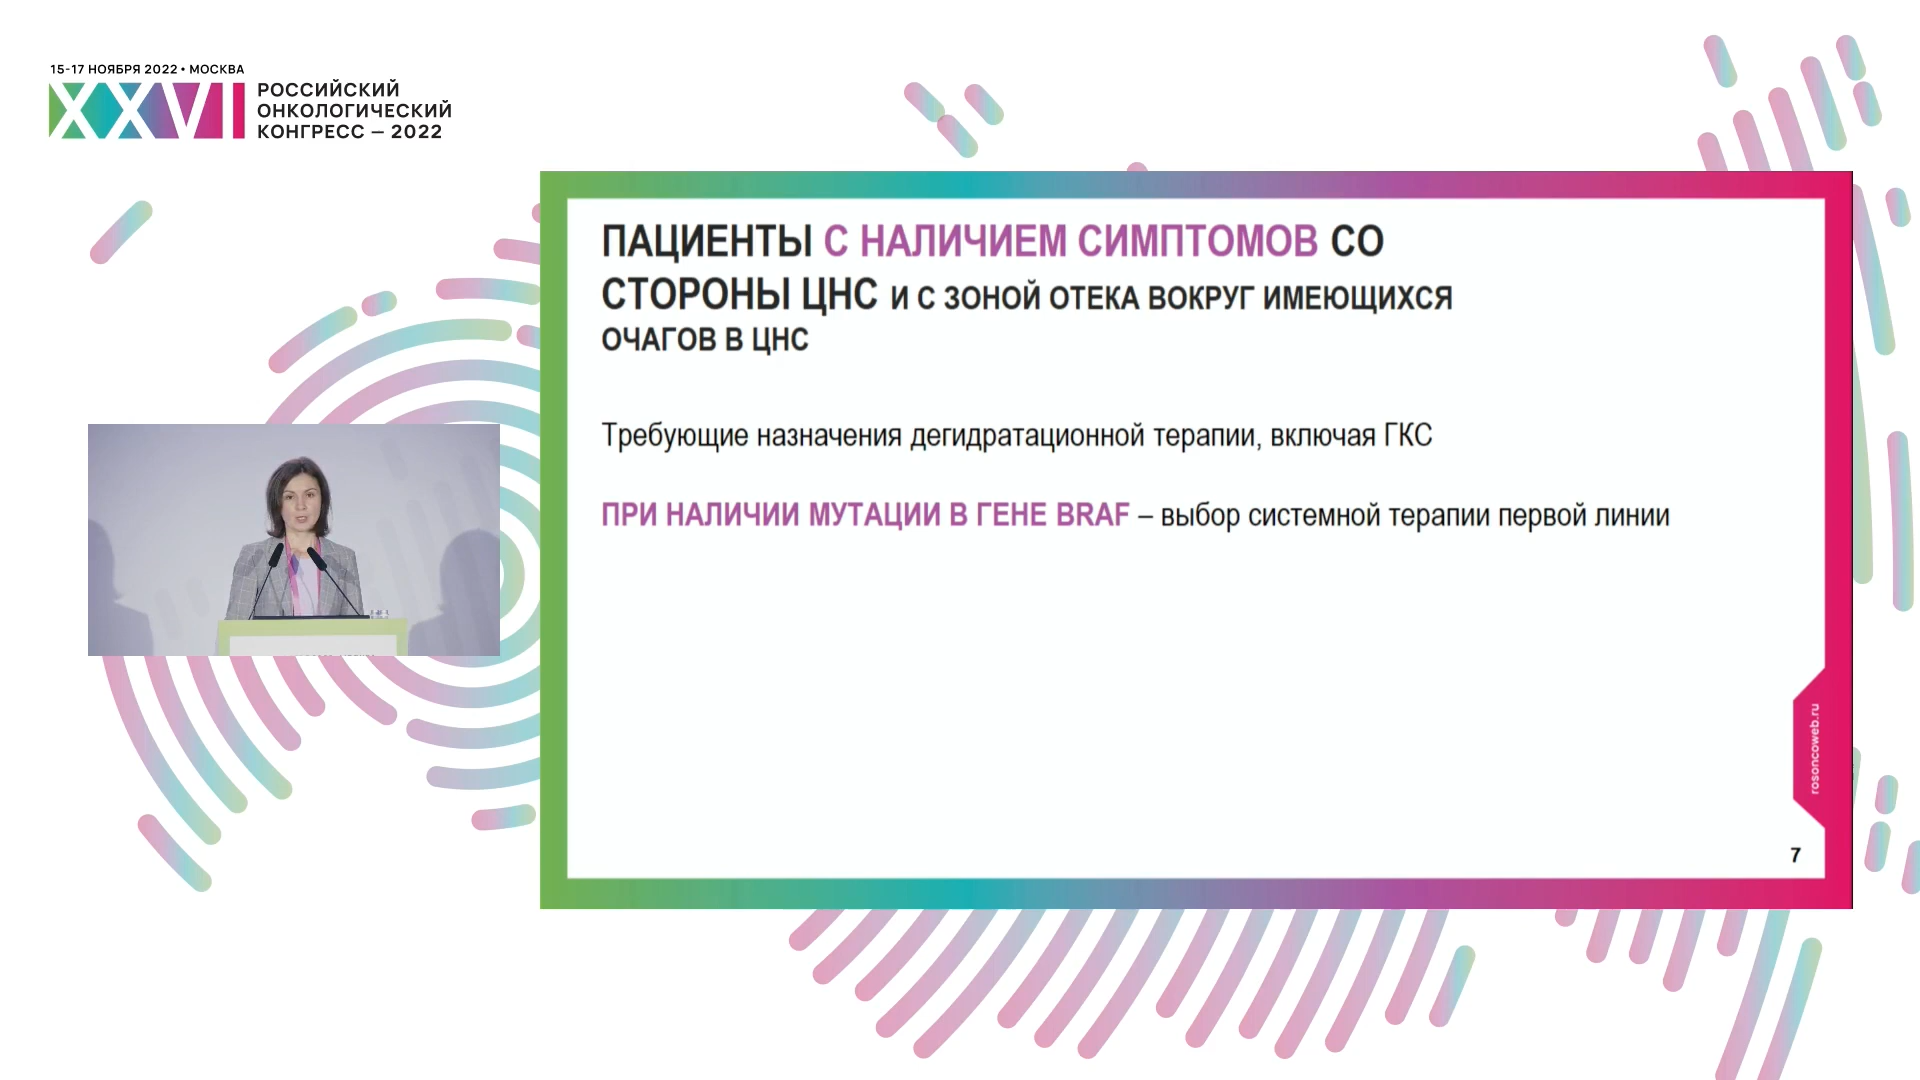 15-17 НОЯБРЯ 2022 • МОСКВА
XXVI
РОССИЙСКИЙ
ОНКОЛОГИЧЕСКИЙ
КОНГРЕСС – 2022
ПАЦИЕНТЫ С НАЛИЧИЕМ СИМПТОМОВ СО
СТОРОНЫ ЦНС И С ЗОНОЙ ОТЕКА ВОКРУГ ИМЕЮЩИХСЯ
ОЧАГОВ В ЦНС
Требующие назначения дегидратационной терапии, включая ГКС
ПРИ НАЛИЧИИ МУТАЦИИ В ГЕНЕ BRAF – выбор системной терапии первой линии
rosoncoweb.ru
7